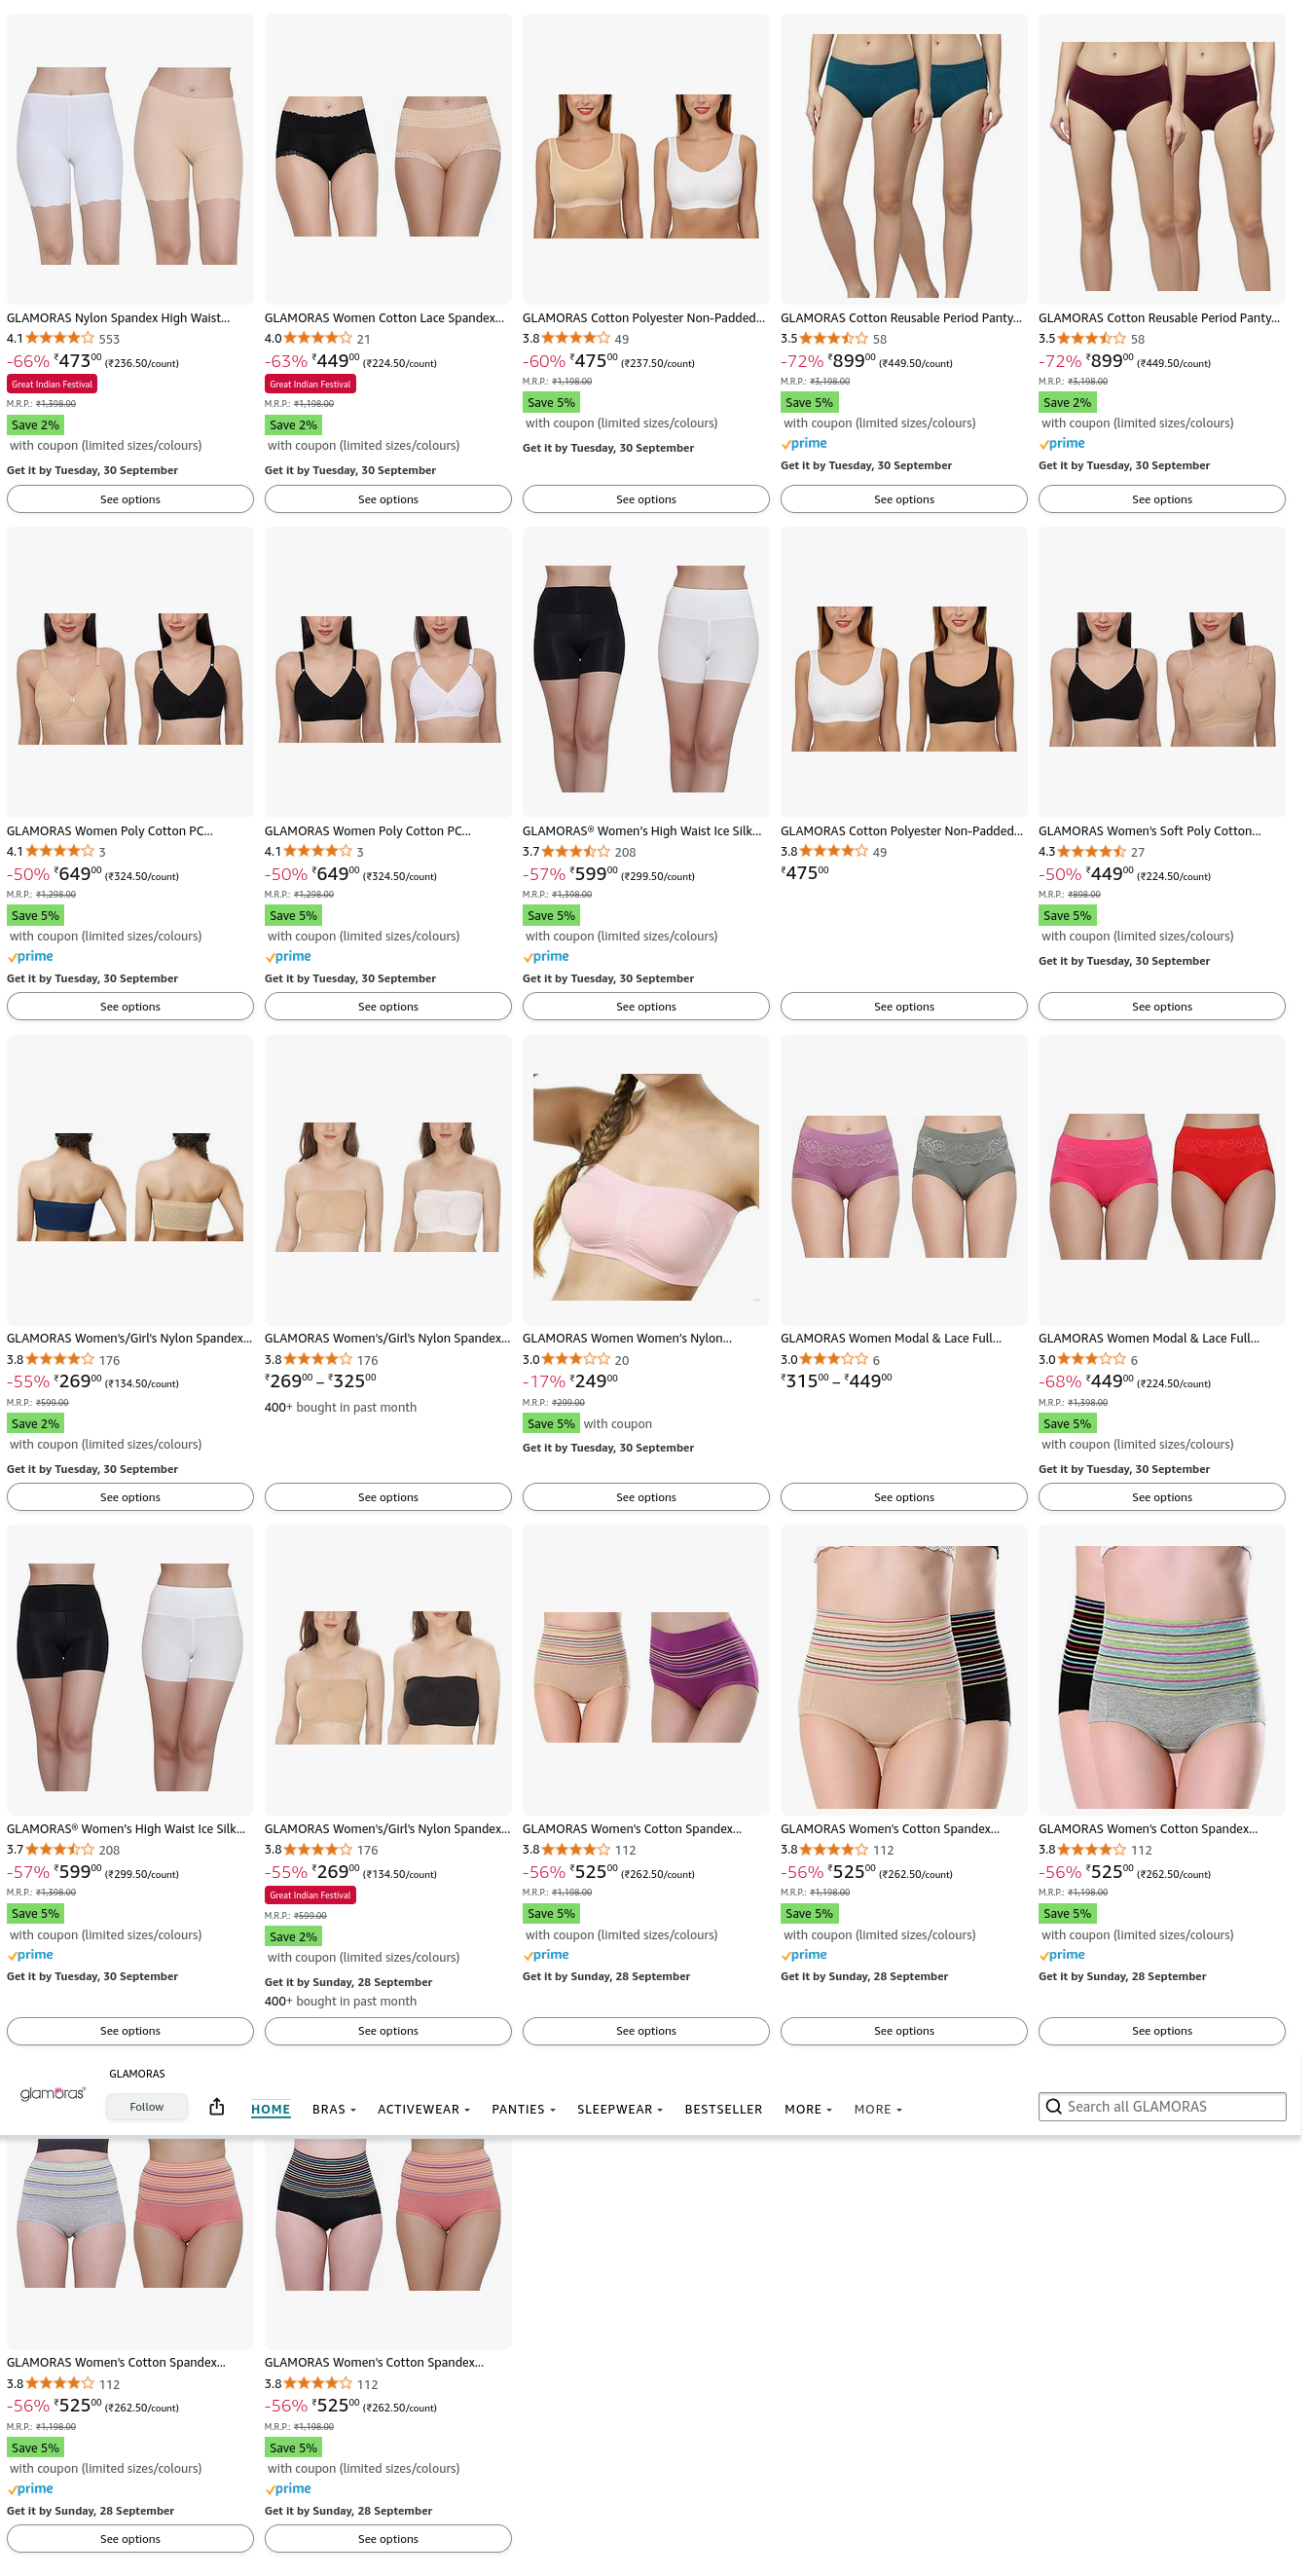 GLAMORAS Nylon Spandex High Waist...
4.1 553
-66% ₹473⁰⁰ (₹236.50/count)
Great Indian Festival
M.R.P.: ₹1,398.00
Save 2%
with coupon (limited sizes/colours)
Get it by Tuesday, 30 September
See options
GLAMORAS Women Cotton Lace Spandex...
4.0 21
-63% ₹449⁰⁰ (₹224.50/count)
Great Indian Festival
M.R.P.: ₹1,198.00
Save 2%
with coupon (limited sizes/colours)
Get it by Tuesday, 30 September
See options
GLAMORAS Cotton Polyester Non-Padded...
3.8 49
-60% ₹475⁰⁰ (₹237.50/count)
M.R.P.: ₹1,198.00
Save 5%
with coupon (limited sizes/colours)
Get it by Tuesday, 30 September
See options
GLAMORAS Cotton Reusable Period Panty...
3.5 58
-72% ₹899⁰⁰ (₹449.50/count)
M.R.P.: ₹3,198.00
Save 5%
with coupon (limited sizes/colours)
prime
Get it by Tuesday, 30 September
See options
GLAMORAS Cotton Reusable Period Panty...
3.5 58
-72% ₹899⁰⁰ (₹449.50/count)
M.R.P.: ₹3,198.00
Save 2%
with coupon (limited sizes/colours)
prime
Get it by Tuesday, 30 September
See options
GLAMORAS Women Poly Cotton PC...
4.1 3
-50% ₹649⁰⁰ (₹324.50/count)
M.R.P.: ₹1,298.00
Save 5%
with coupon (limited sizes/colours)
prime
Get it by Tuesday, 30 September
See options
GLAMORAS Women Poly Cotton PC...
4.1 3
-50% ₹649⁰⁰ (₹324.50/count)
M.R.P.: ₹1,298.00
Save 5%
with coupon (limited sizes/colours)
prime
Get it by Tuesday, 30 September
See options
GLAMORAS® Women's High Waist Ice Silk...
3.7 208
-57% ₹599⁰⁰ (₹299.50/count)
M.R.P.: ₹1,398.00
Save 5%
with coupon (limited sizes/colours)
prime
Get it by Tuesday, 30 September
See options
GLAMORAS Cotton Polyester Non-Padded...
3.8 49
₹475⁰⁰
See options
GLAMORAS Women's Soft Poly Cotton...
4.3 27
-50% ₹449⁰⁰ (₹224.50/count)
M.R.P.: ₹898.00
Save 5%
with coupon (limited sizes/colours)
Get it by Tuesday, 30 September
See options
GLAMORAS Women's/Girl's Nylon Spandex...
3.8 176
-55% ₹269⁰⁰ (₹134.50/count)
M.R.P.: ₹599.00
Save 2%
with coupon (limited sizes/colours)
Get it by Tuesday, 30 September
See options
GLAMORAS Women's/Girl's Nylon Spandex...
3.8 176
₹269⁰⁰ – ₹325⁰⁰
400+ bought in past month
See options
GLAMORAS Women Women's Nylon...
3.0 20
-17% ₹249⁰⁰
M.R.P.: ₹299.00
Save 5% with coupon
Get it by Tuesday, 30 September
See options
GLAMORAS Women Modal & Lace Full...
3.0 6
₹315⁰⁰ – ₹449⁰⁰
See options
GLAMORAS Women Modal & Lace Full...
3.0 6
-68% ₹449⁰⁰ (₹224.50/count)
M.R.P.: ₹1,398.00
Save 5%
with coupon (limited sizes/colours)
Get it by Tuesday, 30 September
See options
GLAMORAS® Women's High Waist Ice Silk...
3.7 208
-57% ₹599⁰⁰ (₹299.50/count)
M.R.P.: ₹1,398.00
Save 5%
with coupon (limited sizes/colours)
prime
Get it by Tuesday, 30 September
See options
GLAMORAS Women's/Girl's Nylon Spandex...
3.8 176
-55% ₹269⁰⁰ (₹134.50/count)
Great Indian Festival
M.R.P.: ₹599.00
Save 2%
with coupon (limited sizes/colours)
Get it by Sunday, 28 September
400+ bought in past month
See options
GLAMORAS Women's Cotton Spandex...
3.8 112
-56% ₹525⁰⁰ (₹262.50/count)
M.R.P.: ₹1,198.00
Save 5%
with coupon (limited sizes/colours)
prime
Get it by Sunday, 28 September
See options
GLAMORAS Women's Cotton Spandex...
3.8 112
-56% ₹525⁰⁰ (₹262.50/count)
M.R.P.: ₹1,198.00
Save 5%
with coupon (limited sizes/colours)
prime
Get it by Sunday, 28 September
See options
GLAMORAS Women's Cotton Spandex...
3.8 112
-56% ₹525⁰⁰ (₹262.50/count)
M.R.P.: ₹1,198.00
Save 5%
with coupon (limited sizes/colours)
prime
Get it by Sunday, 28 September
See options
glamoras®
GLAMORAS
Follow
HOME BRAS ACTIVEWEAR PANTIES SLEEPWEAR BESTSELLER MORE MORE
Search all GLAMORAS
GLAMORAS Women's Cotton Spandex...
3.8 112
-56% ₹525⁰⁰ (₹262.50/count)
M.R.P.: ₹1,198.00
Save 5%
with coupon (limited sizes/colours)
prime
Get it by Sunday, 28 September
See options
GLAMORAS Women's Cotton Spandex...
3.8 112
-56% ₹525⁰⁰ (₹262.50/count)
M.R.P.: ₹1,198.00
Save 5%
with coupon (limited sizes/colours)
prime
Get it by Sunday, 28 September
See options